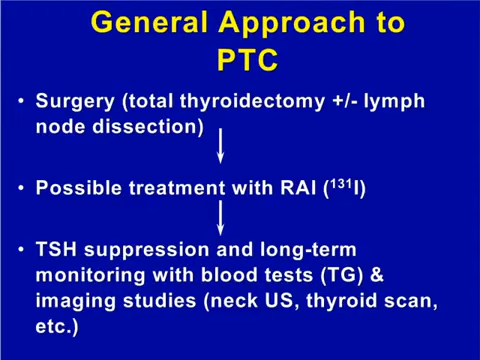 General Approach to
PTC
• Surgery (total thyroidectomy +/- lymph
node dissection)
• Possible treatment with RAI (¹³¹I)
• TSH suppression and long-term
monitoring with blood tests (TG) &
imaging studies (neck US, thyroid scan,
etc.)